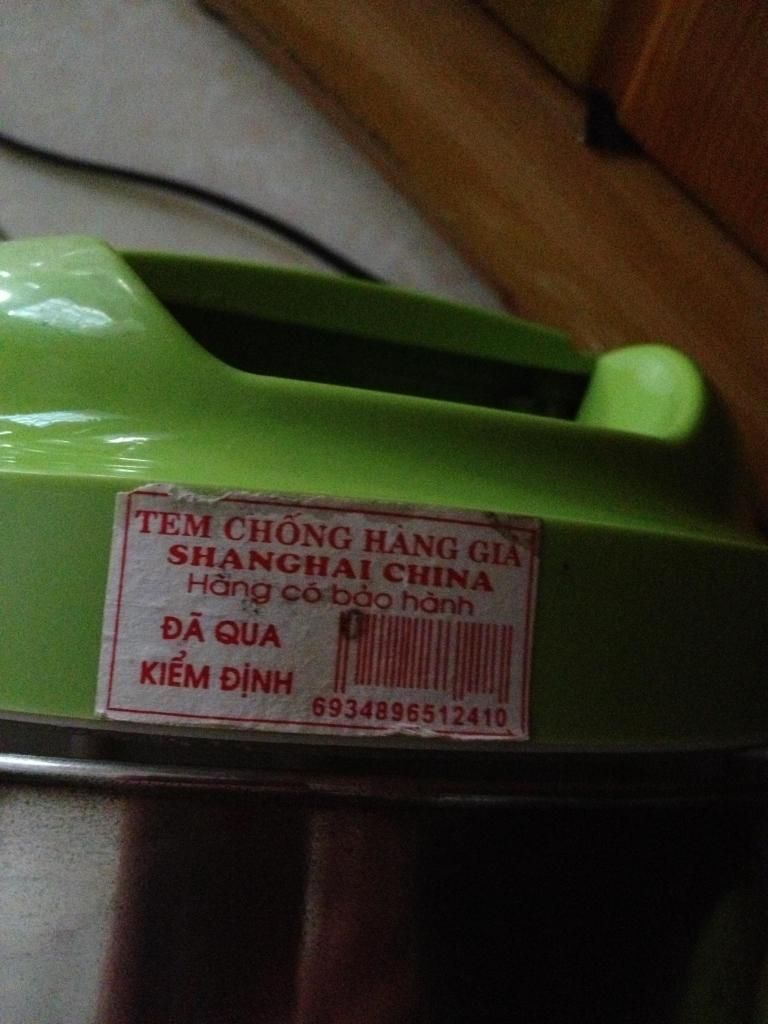 TEM CHỐNG HÀNG GIẢ
SHANGHAI CHINA
Hàng có bảo hành
ĐÃ QUA
KIỂM ĐỊNH
6934896512410